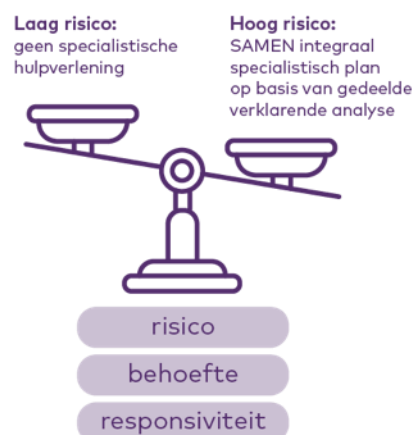 Laag risico:
geen specialistische
hulpverlening
Hoog risico:
SAMEN integraal
specialistisch plan
op basis van gedeelde
verklarende analyse
risico
behoefte
responsiviteit